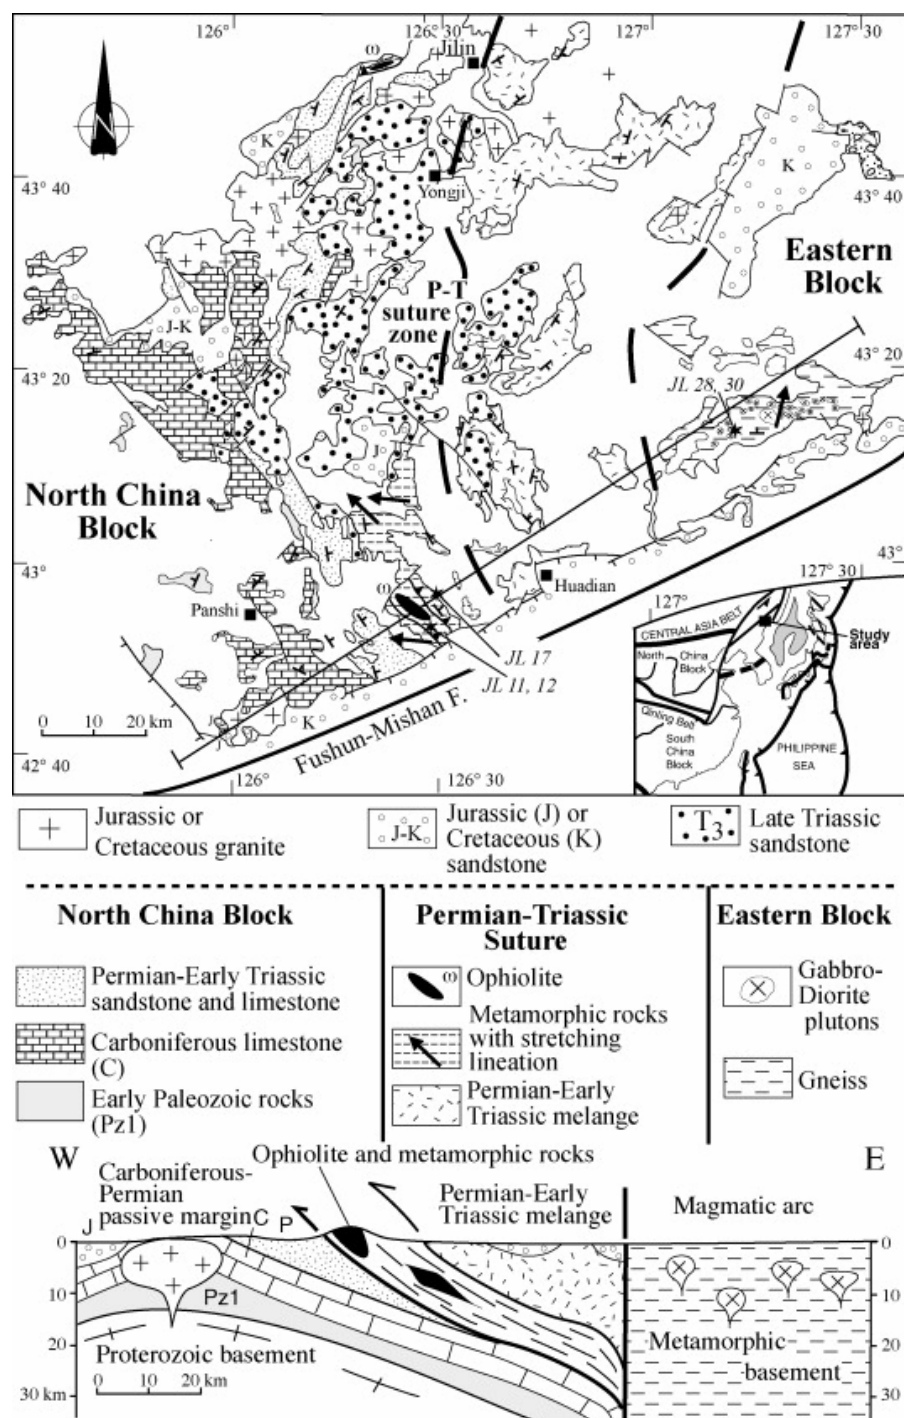 126°
126° 30
127°
127° 30
ω
Jilin
K
K
43° 40
Yongji
43° 40
Eastern
Block
P-T
suture
zone
J-K
43° 20
43° 20
JL 28, 30
J
North China
Block
43°
43°
Huadian
127° 30
ω
Panshi
127°
CENTRAL ASIA BELT
Study
area
North China
Block
JL 17
JL 11, 12
Qinling Belt
South
China
Block
PHILIPPINE
SEA
J
K
0 10 20 km
Fushun-Mishan F.
42° 40
126°
126° 30
Jurassic or
Cretaceous granite
J-K
Jurassic (J) or
Cretaceous (K)
sandstone
T3
Late Triassic
sandstone
North China Block
Permian-Early Triassic
sandstone and limestone
Carboniferous limestone
(C)
Early Paleozoic rocks
(Pz1)
Permian-Triassic
Suture
ω
Ophiolite
Metamorphic rocks
with stretching
lineation
Permian-Early
Triassic melange
Eastern Block
Gabbro-
Diorite
plutons
Gneiss
W
Ophiolite and metamorphic rocks
E
Carboniferous-
Permian
passive margin
Permian-Early
Triassic melange
Magmatic arc
J
C
P
0
0
10
10
Pz1
20
20
Proterozoic basement
Metamorphic
basement
30 km
30
0 10 20 km